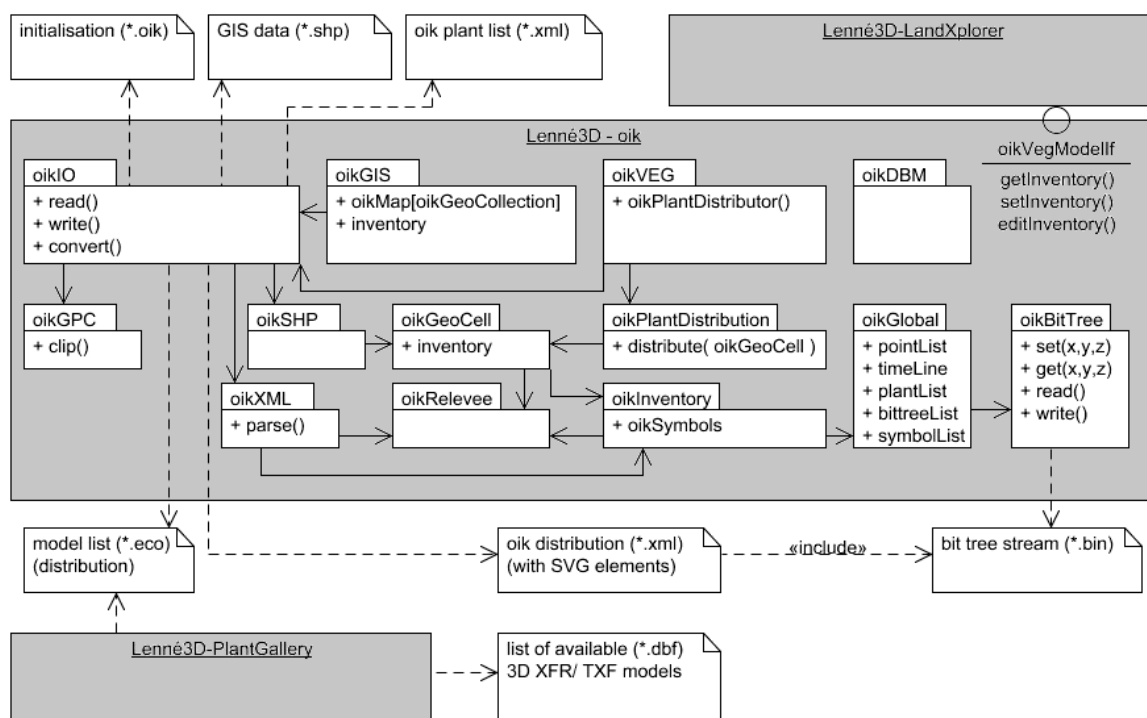 initialisation (*.oik)
GIS data (*.shp)
oik plant list (*.xml)
Lenné3D-LandXplorer
Lenné3D - oik
oikVegModelIf
getInventory()
setInventory()
editInventory()
oikIO
+ read()
+ write()
+ convert()
oikGIS
+ oikMap[oikGeoCollection]
+ inventory
oikVEG
+ oikPlantDistributor()
oikDBM
oikGPC
+ clip()
oikSHP
oikGeoCell
+ inventory
oikPlantDistribution
+ distribute( oikGeoCell )
oikGlobal
+ pointList
+ timeLine
+ plantList
+ bittreeList
+ symbolList
oikBitTree
+ set(x,y,z)
+ get(x,y,z)
+ read()
+ write()
oikXML
+ parse()
oikRelevee
oikInventory
+ oikSymbols
model list (*.eco)
(distribution)
oik distribution (*.xml)
(with SVG elements)
«include»
bit tree stream (*.bin)
Lenné3D-PlantGallery
list of available (*.dbf)
3D XFR/ TXF models